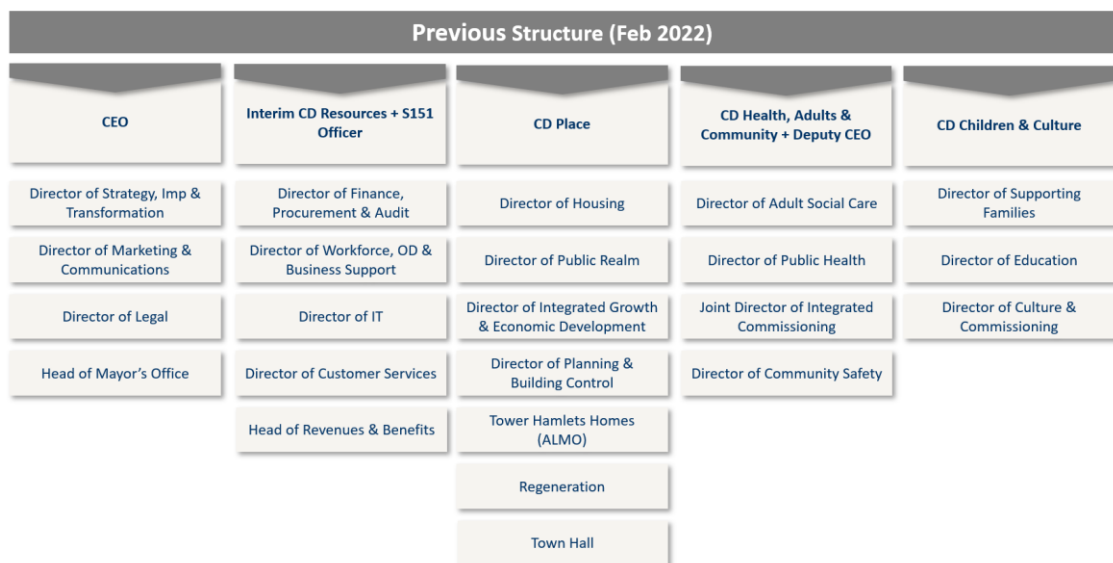 Previous Structure (Feb 2022)
CEO
Director of Strategy, Imp &
Transformation
Director of Marketing &
Communications
Director of Legal
Head of Mayor's Office
Interim CD Resources + S151
Officer
Director of Finance,
Procurement & Audit
Director of Workforce, OD &
Business Support
Director of IT
Director of Customer Services
Head of Revenues & Benefits
CD Place
Director of Housing
Director of Public Realm
Director of Integrated Growth
& Economic Development
Director of Planning &
Building Control
Tower Hamlets Homes
(ALMO)
Regeneration
Town Hall
CD Health, Adults &
Community + Deputy CEO
Director of Adult Social Care
Director of Public Health
Joint Director of Integrated
Commissioning
Director of Community Safety
CD Children & Culture
Director of Supporting
Families
Director of Education
Director of Culture &
Commissioning